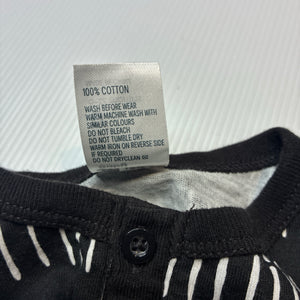 100% COTTON
WASH BEFORE WEAR
WARM MACHINE WASH WITH
SIMILAR COLOURS
DO NOT BLEACH
DO NOT TUMBLE DRY
WARM IRON ON REVERSE SIDE
IF REQUIRED
DO NOT DRYCLEAN